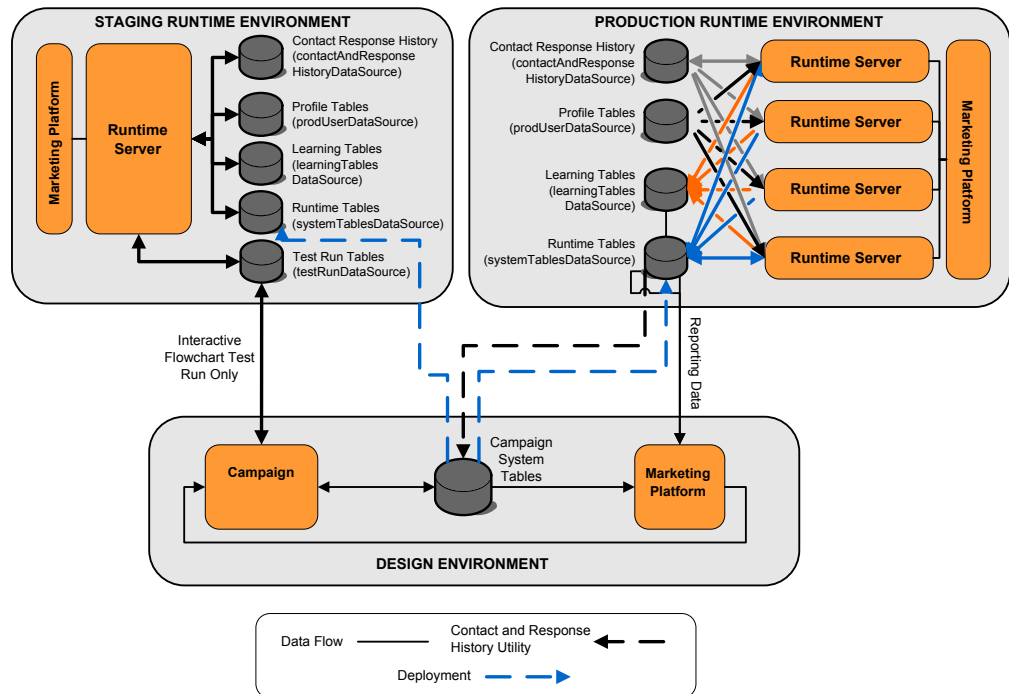 STAGING RUNTIME ENVIRONMENT
Marketing Platform
Runtime
Server
Contact Response History
(contactAndResponse
HistoryDataSource)
Profile Tables
(prodUserDataSource)
Learning Tables
(learningTables
DataSource)
Runtime Tables
(systemTablesDataSource)
Test Run Tables
(testRunDataSource)
PRODUCTION RUNTIME ENVIRONMENT
Contact Response History
(contactAndResponse
HistoryDataSource)
Profile Tables
(prodUserDataSource)
Learning Tables
(learningTables
DataSource)
Runtime Tables
(systemTablesDataSource)
Runtime Server
Runtime Server
Runtime Server
Runtime Server
Marketing Platform
Interactive
Flowchart Test
Run Only
Reporting Data
Campaign
Campaign
System
Tables
Marketing
Platform
DESIGN ENVIRONMENT
Data Flow
Contact and Response
History Utility
Deployment